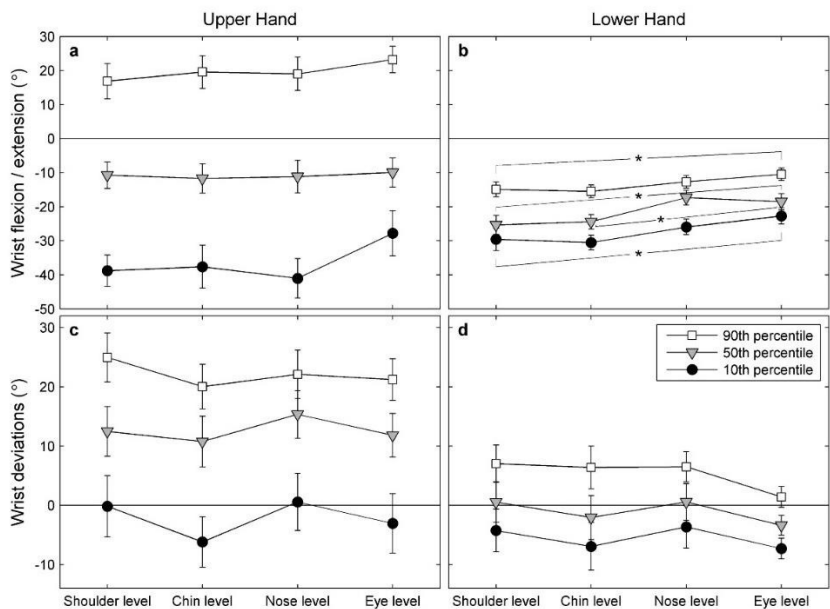 Upper Hand
Lower Hand
Wrist flexion / extension (°)
30
20
10
0
-10
-20
-30
-40
-50
a
b
*
*
*
*
Wrist deviations (°)
30
20
10
0
-10
c
d
90th percentile
50th percentile
10th percentile
Shoulder level Chin level Nose level Eye level
Shoulder level Chin level Nose level Eye level